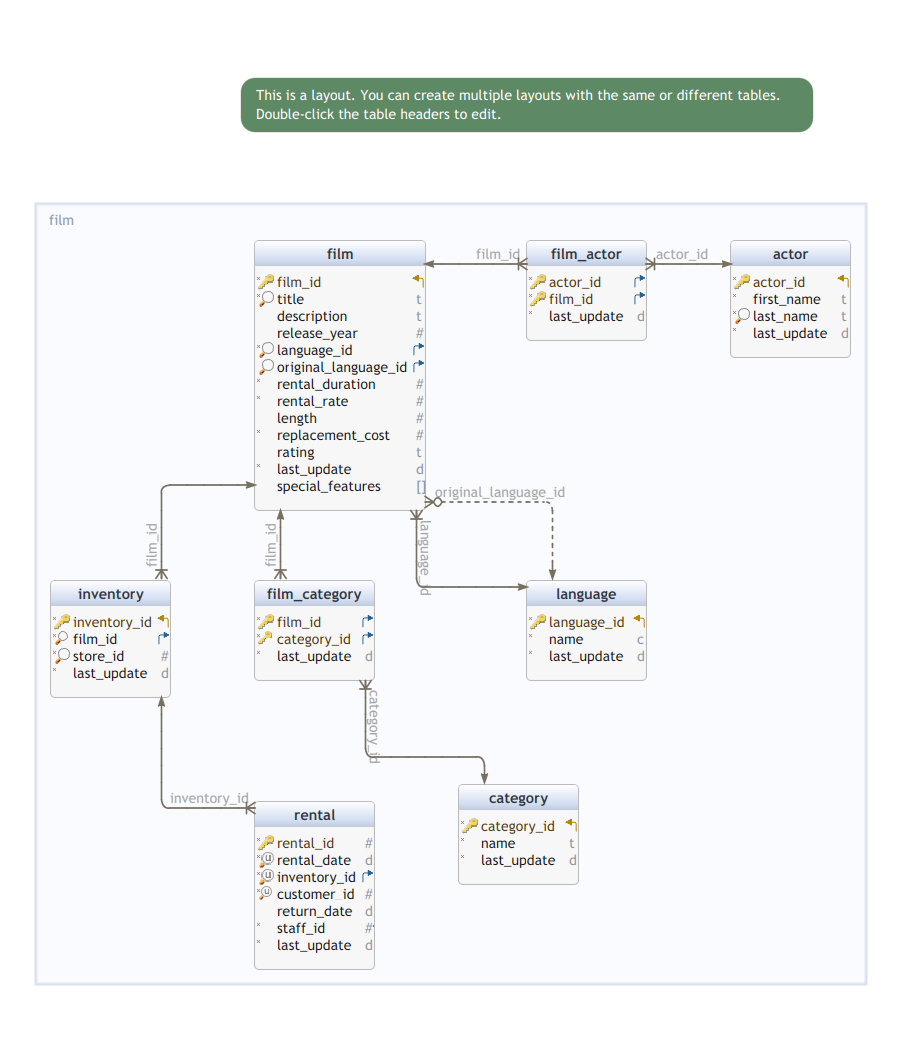 This is a layout. You can create multiple layouts with the same or different tables.
Double-click the table headers to edit.
film
film
film_id
title t
description t
release_year #
language_id
original_language_id
rental_duration #
rental_rate #
length #
replacement_cost #
rating t
last_update d
special_features []
film_id
film_actor
actor_id
film_id
last_update d
actor_id
actor
actor_id
first_name t
last_name t
last_update d
original_language_id
film_id
film_id
language_id
inventory
inventory_id
film_id
store_id #
last_update d
film_category
film_id
category_id
last_update d
language
language_id
name c
last_update d
category_id
inventory_id
rental
rental_id #
u rental_date d
u inventory_id
u customer_id #
return_date d
staff_id #
last_update d
category
category_id
name t
last_update d